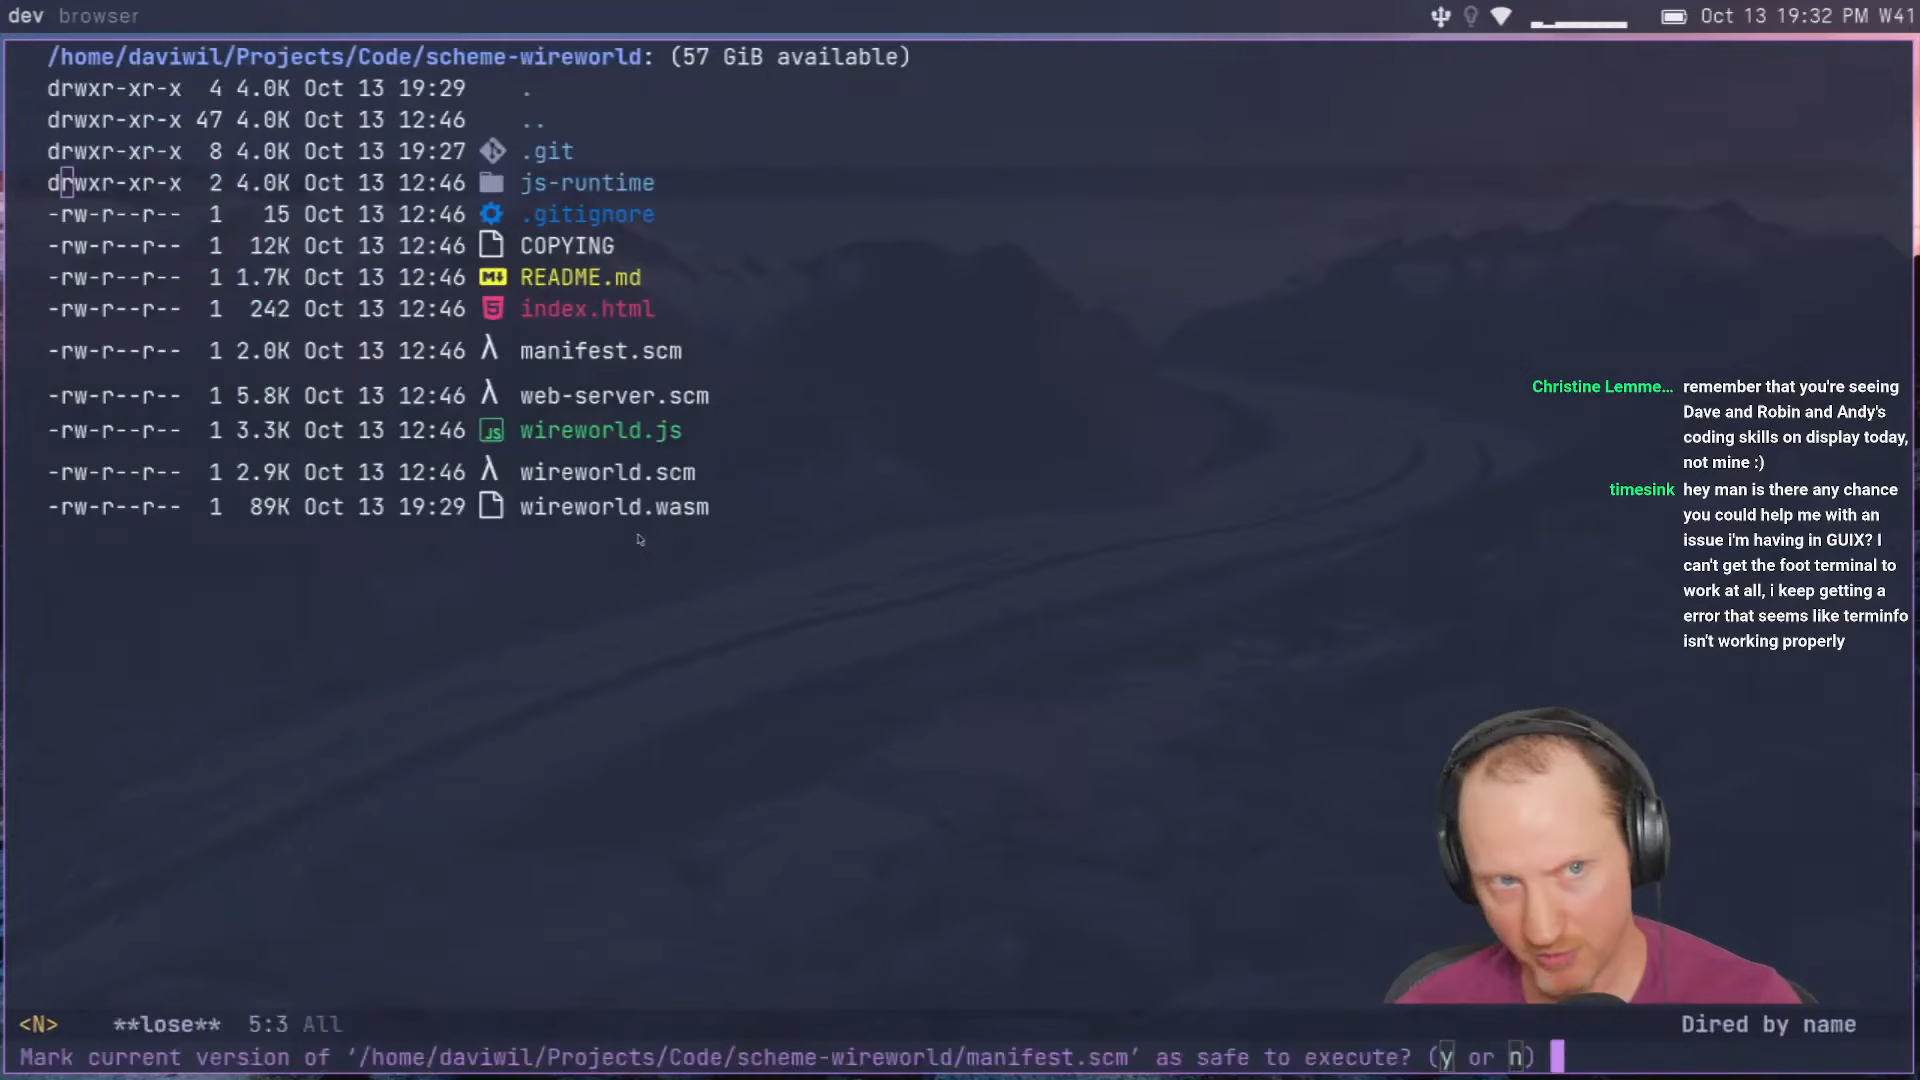 dev browser
Oct 13 19:32 PM W41
/home/daviwil/Projects/Code/scheme-wireworld: (57 GiB available)
drwxr-xr-x 4 4.0K Oct 13 19:29 .
drwxr-xr-x 47 4.0K Oct 13 12:46 ..
drwxr-xr-x 8 4.0K Oct 13 19:27 .git
drwxr-xr-x 2 4.0K Oct 13 12:46 js-runtime
-rw-r--r-- 1 15 Oct 13 12:46 .gitignore
-rw-r--r-- 1 12K Oct 13 12:46 COPYING
-rw-r--r-- 1 1.7K Oct 13 12:46 M↓ README.md
-rw-r--r-- 1 242 Oct 13 12:46 5 index.html
-rw-r--r-- 1 2.0K Oct 13 12:46 λ manifest.scm
-rw-r--r-- 1 5.8K Oct 13 12:46 λ web-server.scm
-rw-r--r-- 1 3.3K Oct 13 12:46 JS wireworld.js
-rw-r--r-- 1 2.9K Oct 13 12:46 λ wireworld.scm
-rw-r--r-- 1 89K Oct 13 19:29 wireworld.wasm
Christine Lemme... remember that you're seeing
Dave and Robin and Andy's
coding skills on display today,
not mine :)
timesink hey man is there any chance
you could help me with an
issue i'm having in GUIX? I
can't get the foot terminal to
work at all, i keep getting a
error that seems like terminfo
isn't working properly
<N> **lose** 5:3 All
Dired by name
Mark current version of ‘/home/daviwil/Projects/Code/scheme-wireworld/manifest.scm’ as safe to execute? (y or n)